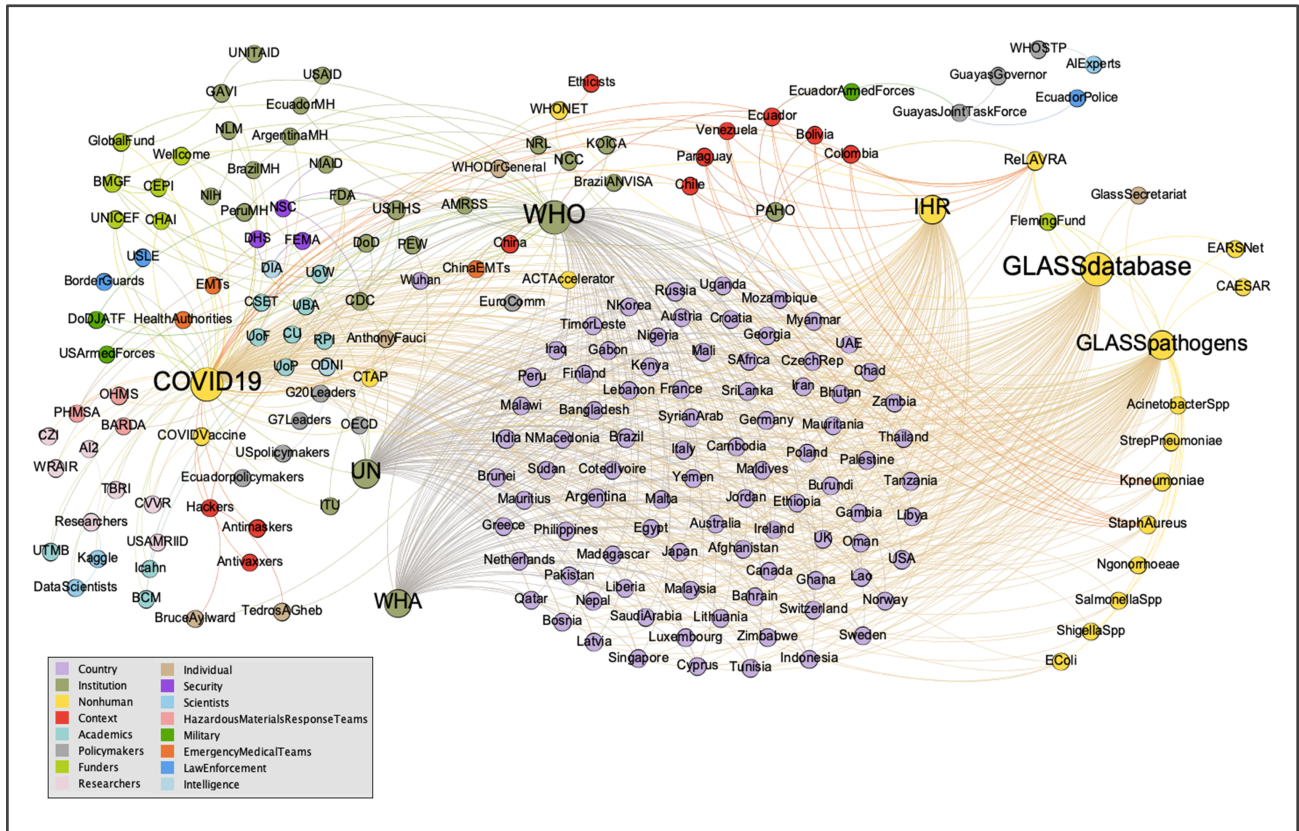 UNITAID
USAID
GAVI
EcuadorMH
GlobalFund
NLM
ArgentinaMH
Wellcome
BrazilMH
NIAID
BMGF
CEPI
NIH
FDA
PeruMH
NSC
USHHS
AMRSS
UNICEF
CHAI
DHS
FEMA
DoD
PEW
USLE
DIA
UoW
BorderGuards
EMTs
CSET
UBA
CDC
DoDJATF
HealthAuthorities
UoF
CU
RPI
AnthonyFauci
USArmedForces
UoP
ODNI
CTAP
COVID19
Ethicists
WHONET
NRL
KOICA
NCC
WHODirGeneral
BrazilANVISA
WHO
China
ChinaEMTs
Wuhan
ACTAccelerator
EuroComm
Venezuela
Ecuador
Bolivia
Paraguay
Colombia
Chile
PAHO
EcuadorArmedForces
WHOSTP
AIExperts
GuayasGovernor
EcuadorPolice
GuayasJointTaskForce
ReLAVRA
IHR
GlassSecretariat
FlemingFund
GLASSdatabase
EARSNet
CAESAR
GLASSpathogens
AcinetobacterSpp
StrepPneumoniae
Kpneumoniae
StaphAureus
Ngonorrhoeae
SalmonellaSpp
ShigellaSpp
EColi
OHMS
PHMSA
BARDA
G20Leaders
G7Leaders
OECD
CZI
AI2
COVIDVaccine
USpolicymakers
WRAIR
Ecuadorpolicymakers
UN
TBRI
CVVR
Hackers
ITU
Researchers
Antimaskers
USAMRIID
UTMB
Kaggle
Icahn
Antivaxxers
DataScientists
BCM
BruceAylward
TedrosAGheb
WHA
Russia
Uganda
NKorea
Mozambique
TimorLeste
Austria
Croatia
Myanmar
Nigeria
Georgia
UAE
Iraq
Gabon
Mali
SAfrica
CzechRep
Kenya
Chad
Peru
Finland
Lebanon
France
SriLanka
Iran
Bhutan
Zambia
Malawi
Bangladesh
SyrianArab
Germany
Mauritania
India
NMacedonia
Brazil
Italy
Cambodia
Poland
Thailand
Palestine
Brunei
Sudan
CotedIvoire
Yemen
Maldives
Burundi
Tanzania
Mauritius
Argentina
Malta
Jordan
Ethiopia
Gambia
Libya
Greece
Philippines
Egypt
Australia
Ireland
UK
Oman
Netherlands
Madagascar
Japan
Afghanistan
USA
Pakistan
Canada
Ghana
Lao
Qatar
Nepal
Liberia
Malaysia
Bahrain
Norway
Bosnia
SaudiArabia
Lithuania
Switzerland
Latvia
Luxembourg
Zimbabwe
Sweden
Singapore
Cyprus
Tunisia
Indonesia
Country
Institution
Nonhuman
Context
Academics
Policymakers
Funders
Researchers
Individual
Security
Scientists
HazardousMaterialsResponseTeams
Military
EmergencyMedicalTeams
LawEnforcement
Intelligence